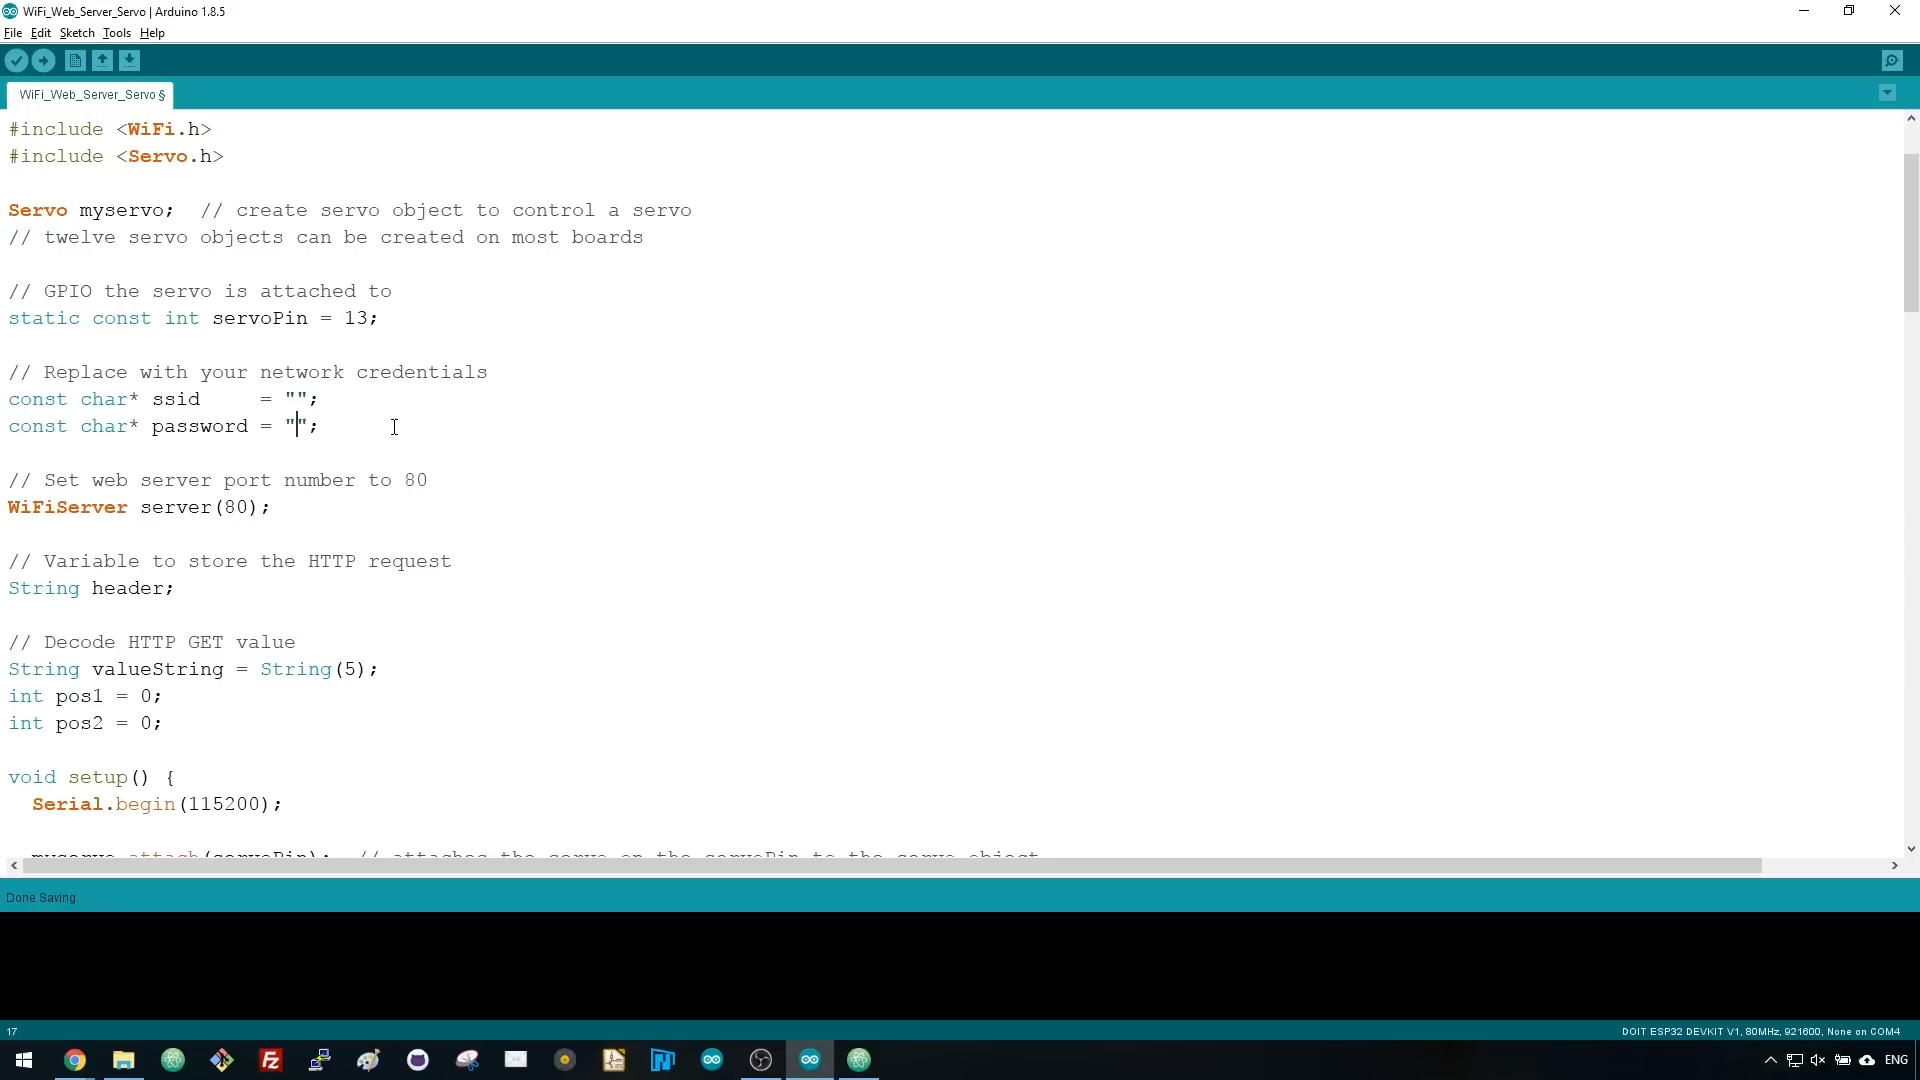 WiFi_Web_Server_Servo | Arduino 1.8.5
File Edit Sketch Tools Help
WiFi_Web_Server_Servo §
#include <WiFi.h>
#include <Servo.h>
Servo myservo;  // create servo object to control a servo
// twelve servo objects can be created on most boards
// GPIO the servo is attached to
static const int servoPin = 13;
// Replace with your network credentials
const char* ssid     = "";
const char* password = "";
// Set web server port number to 80
WiFiServer server(80);
// Variable to store the HTTP request
String header;
// Decode HTTP GET value
String valueString = String(5);
int pos1 = 0;
int pos2 = 0;
void setup() {
  Serial.begin(115200);
  myservo.attach(servoPin);  // attaches the servo on the servoPin to the servo object
Done Saving.
17
DOIT ESP32 DEVKIT V1, 80MHz, 921600, None on COM4
Fz
ENG